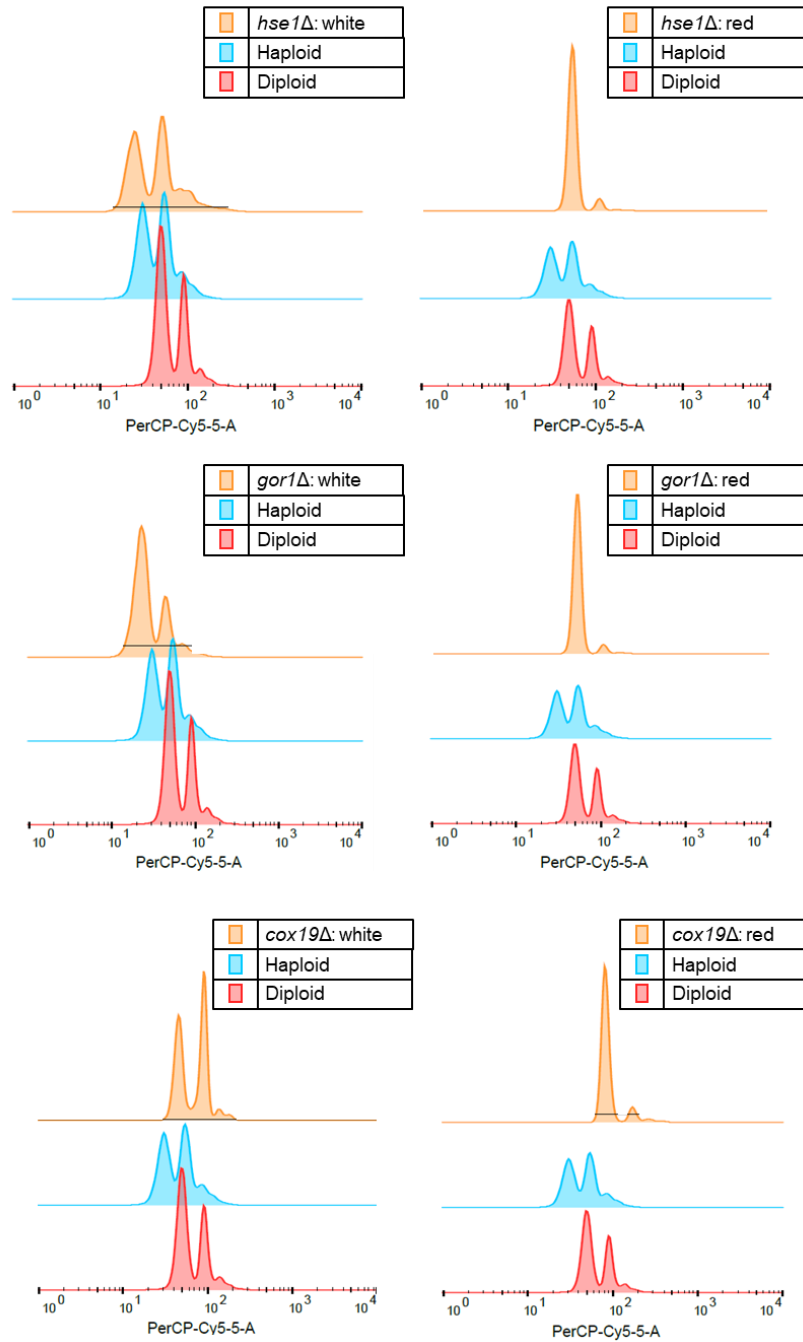 hse1Δ: white
Haploid
Diploid
hse1Δ: red
Haploid
Diploid
10⁰ 10¹ 10² 10³ 10⁴
PerCP-Cy5-5-A
10⁰ 10¹ 10² 10³ 10⁴
PerCP-Cy5-5-A
gor1Δ: white
Haploid
Diploid
gor1Δ: red
Haploid
Diploid
10⁰ 10¹ 10² 10³ 10⁴
PerCP-Cy5-5-A
10⁰ 10¹ 10² 10³ 10⁴
PerCP-Cy5-5-A
cox19Δ: white
Haploid
Diploid
cox19Δ: red
Haploid
Diploid
10⁰ 10¹ 10² 10³ 10⁴
PerCP-Cy5-5-A
10⁰ 10¹ 10² 10³ 10⁴
PerCP-Cy5-5-A